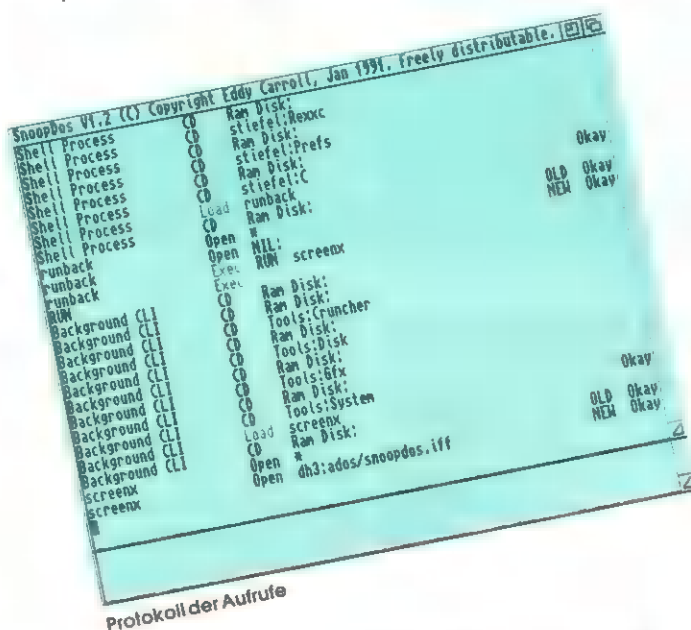 SnoopDos V1.2 (C) Copyright Eddy Carroll, Jan 1991. Freely distributable.
Shell Process CD Ram Disk:
Shell Process CD stiefel:Rexxc
Shell Process CD Ram Disk:
Shell Process CD stiefel:Prefs
Shell Process CD Ram Disk:
Shell Process CD stiefel:C
Shell Process Load runback Okay
Shell Process CD Ram Disk:
runback Open * OLD Okay
runback Open NIL: NEW Okay
runback Exec RUN screenx
RUN Exec
Background CLI CD Ram Disk:
Background CLI CD Ram Disk:
Background CLI CD Tools:Cruncher
Background CLI CD Ram Disk:
Background CLI CD Tools:Disk
Background CLI CD Ram Disk:
Background CLI CD Tools:Gfx
Background CLI CD Ram Disk:
Background CLI CD Tools:System
Background CLI Load screenx Okay
Background CLI CD Ram Disk:
screenx Open * OLD Okay
screenx Open dh3:ados/snoopdos.iff NEW Okay
Protokoll der Aufrufe